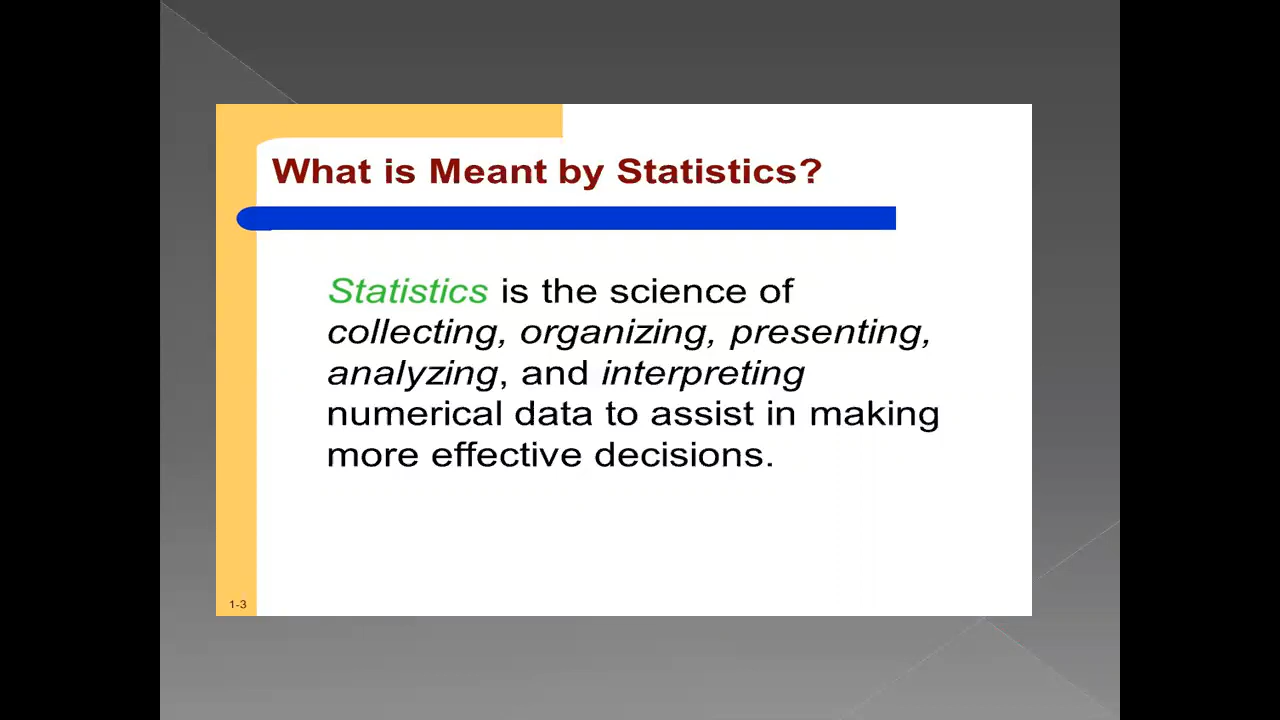 What is Meant by Statistics?
Statistics is the science of
collecting, organizing, presenting,
analyzing, and interpreting
numerical data to assist in making
more effective decisions.
1-3